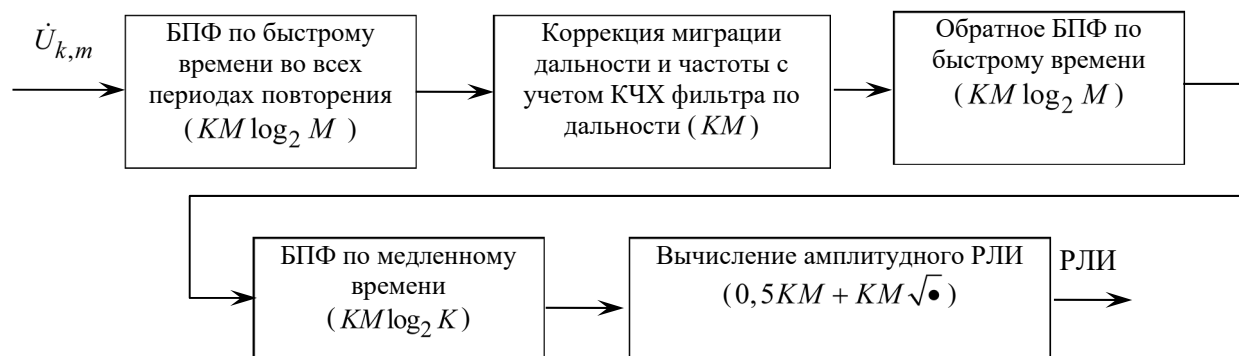 U̇ₖ,ₘ
БПФ по быстрому
времени во всех
периодах повторения
(KM log₂ M)
Коррекция миграции
дальности и частоты с
учетом КЧХ фильтра по
дальности (KM)
Обратное БПФ по
быстрому времени
(KM log₂ M)
БПФ по медленному
времени
(KM log₂ K)
Вычисление амплитудного РЛИ
(0,5KM + KM√•)
РЛИ